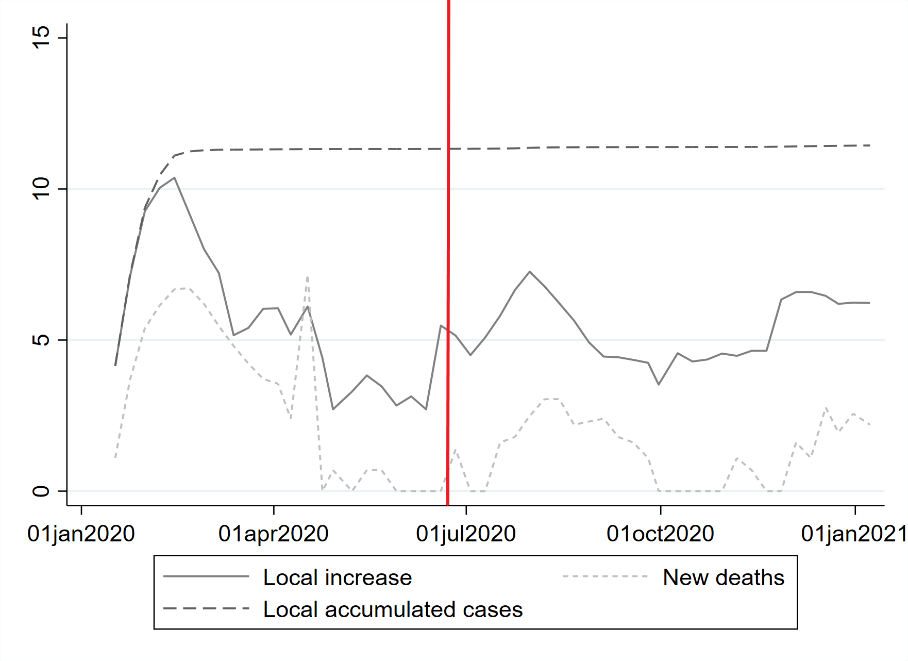 15
10
5
0
01jan2020 01apr2020 01jul2020 01oct2020 01jan2021
Local increase New deaths
Local accumulated cases